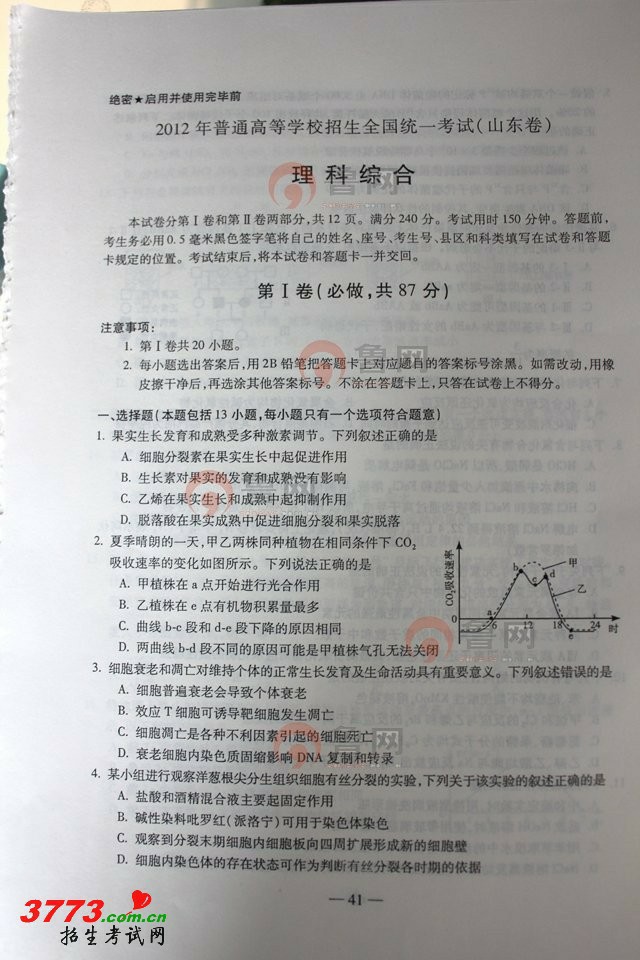 绝密★启用并使用完毕前
2012 年普通高等学校招生全国统一考试(山东卷)
理科综合
本试卷分第Ⅰ卷和第Ⅱ卷两部分,共 12 页。满分 240 分。考试用时 150 分钟。答题前,
考生务必用 0.5 毫米黑色签字笔将自己的姓名、座号、考生号、县区和科类填写在试卷和答题
卡规定的位置。考试结束后,将本试卷和答题卡一并交回。
第Ⅰ卷(必做,共 87 分)
注意事项:
1. 第Ⅰ卷共 20 小题。
2. 每小题选出答案后,用 2B 铅笔把答题卡上对应题目的答案标号涂黑。如需改动,用橡
皮擦干净后,再选涂其他答案标号。不涂在答题卡上,只答在试卷上不得分。
一、选择题(本题包括 13 小题,每小题只有一个选项符合题意)
1. 果实生长发育和成熟受多种激素调节。下列叙述正确的是
A. 细胞分裂素在果实生长中起促进作用
B. 生长素对果实的发育和成熟没有影响
C. 乙烯在果实生长和成熟中起抑制作用
D. 脱落酸在果实成熟中促进细胞分裂和果实脱落
2. 夏季晴朗的一天,甲乙两株同种植物在相同条件下 CO₂
吸收速率的变化如图所示。下列说法正确的是
A. 甲植株在 a 点开始进行光合作用
B. 乙植株在 e 点有机物积累量最多
C. 曲线 b-c 段和 d-e 段下降的原因相同
D. 两曲线 b-d 段不同的原因可能是甲植株气孔无法关闭
CO₂吸收速率
甲
乙
a
b
c
d
e
0
6
12
18
24
时
3. 细胞衰老和凋亡对维持个体的正常生长发育及生命活动具有重要意义。下列叙述错误的是
A. 细胞普遍衰老会导致个体衰老
B. 效应 T 细胞可诱导靶细胞发生凋亡
C. 细胞凋亡是各种不利因素引起的细胞死亡
D. 衰老细胞内染色质固缩影响 DNA 复制和转录
4. 某小组进行观察洋葱根尖分生组织细胞有丝分裂的实验,下列关于该实验的叙述正确的是
A. 盐酸和酒精混合液主要起固定作用
B. 碱性染料吡罗红(派洛宁)可用于染色体染色
C. 观察到分裂末期细胞内细胞板向四周扩展形成新的细胞壁
D. 细胞内染色体的存在状态可作为判断有丝分裂各时期的依据
— 41 —
鲁网
鲁网
鲁网
鲁网
鲁网
3773.com.cn
招生考试网